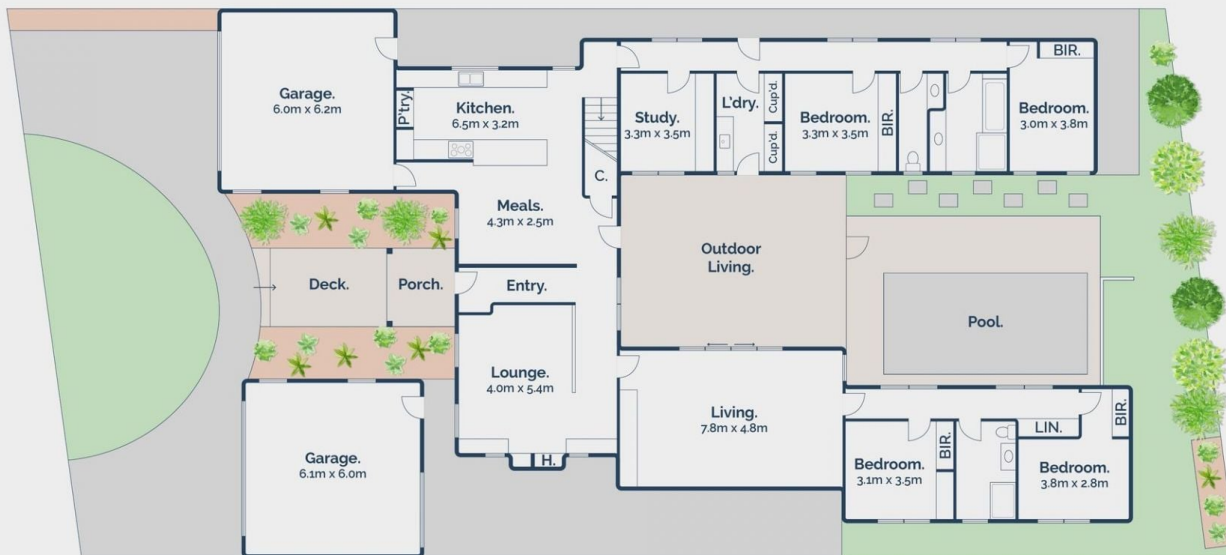 Garage.
6.0m x 6.2m
P'try.
Kitchen.
6.5m x 3.2m
Meals.
4.3m x 2.5m
C.
Study.
3.3m x 3.5m
L'dry.
Cup'd.
Cup'd.
Bedroom.
3.3m x 3.5m
BIR.
BIR.
Bedroom.
3.0m x 3.8m
Deck.
Porch.
Entry.
Outdoor
Living.
Pool.
Lounge.
4.0m x 5.4m
H.
Garage.
6.1m x 6.0m
Living.
7.8m x 4.8m
Bedroom.
3.1m x 3.5m
BIR.
LIN.
BIR.
Bedroom.
3.8m x 2.8m